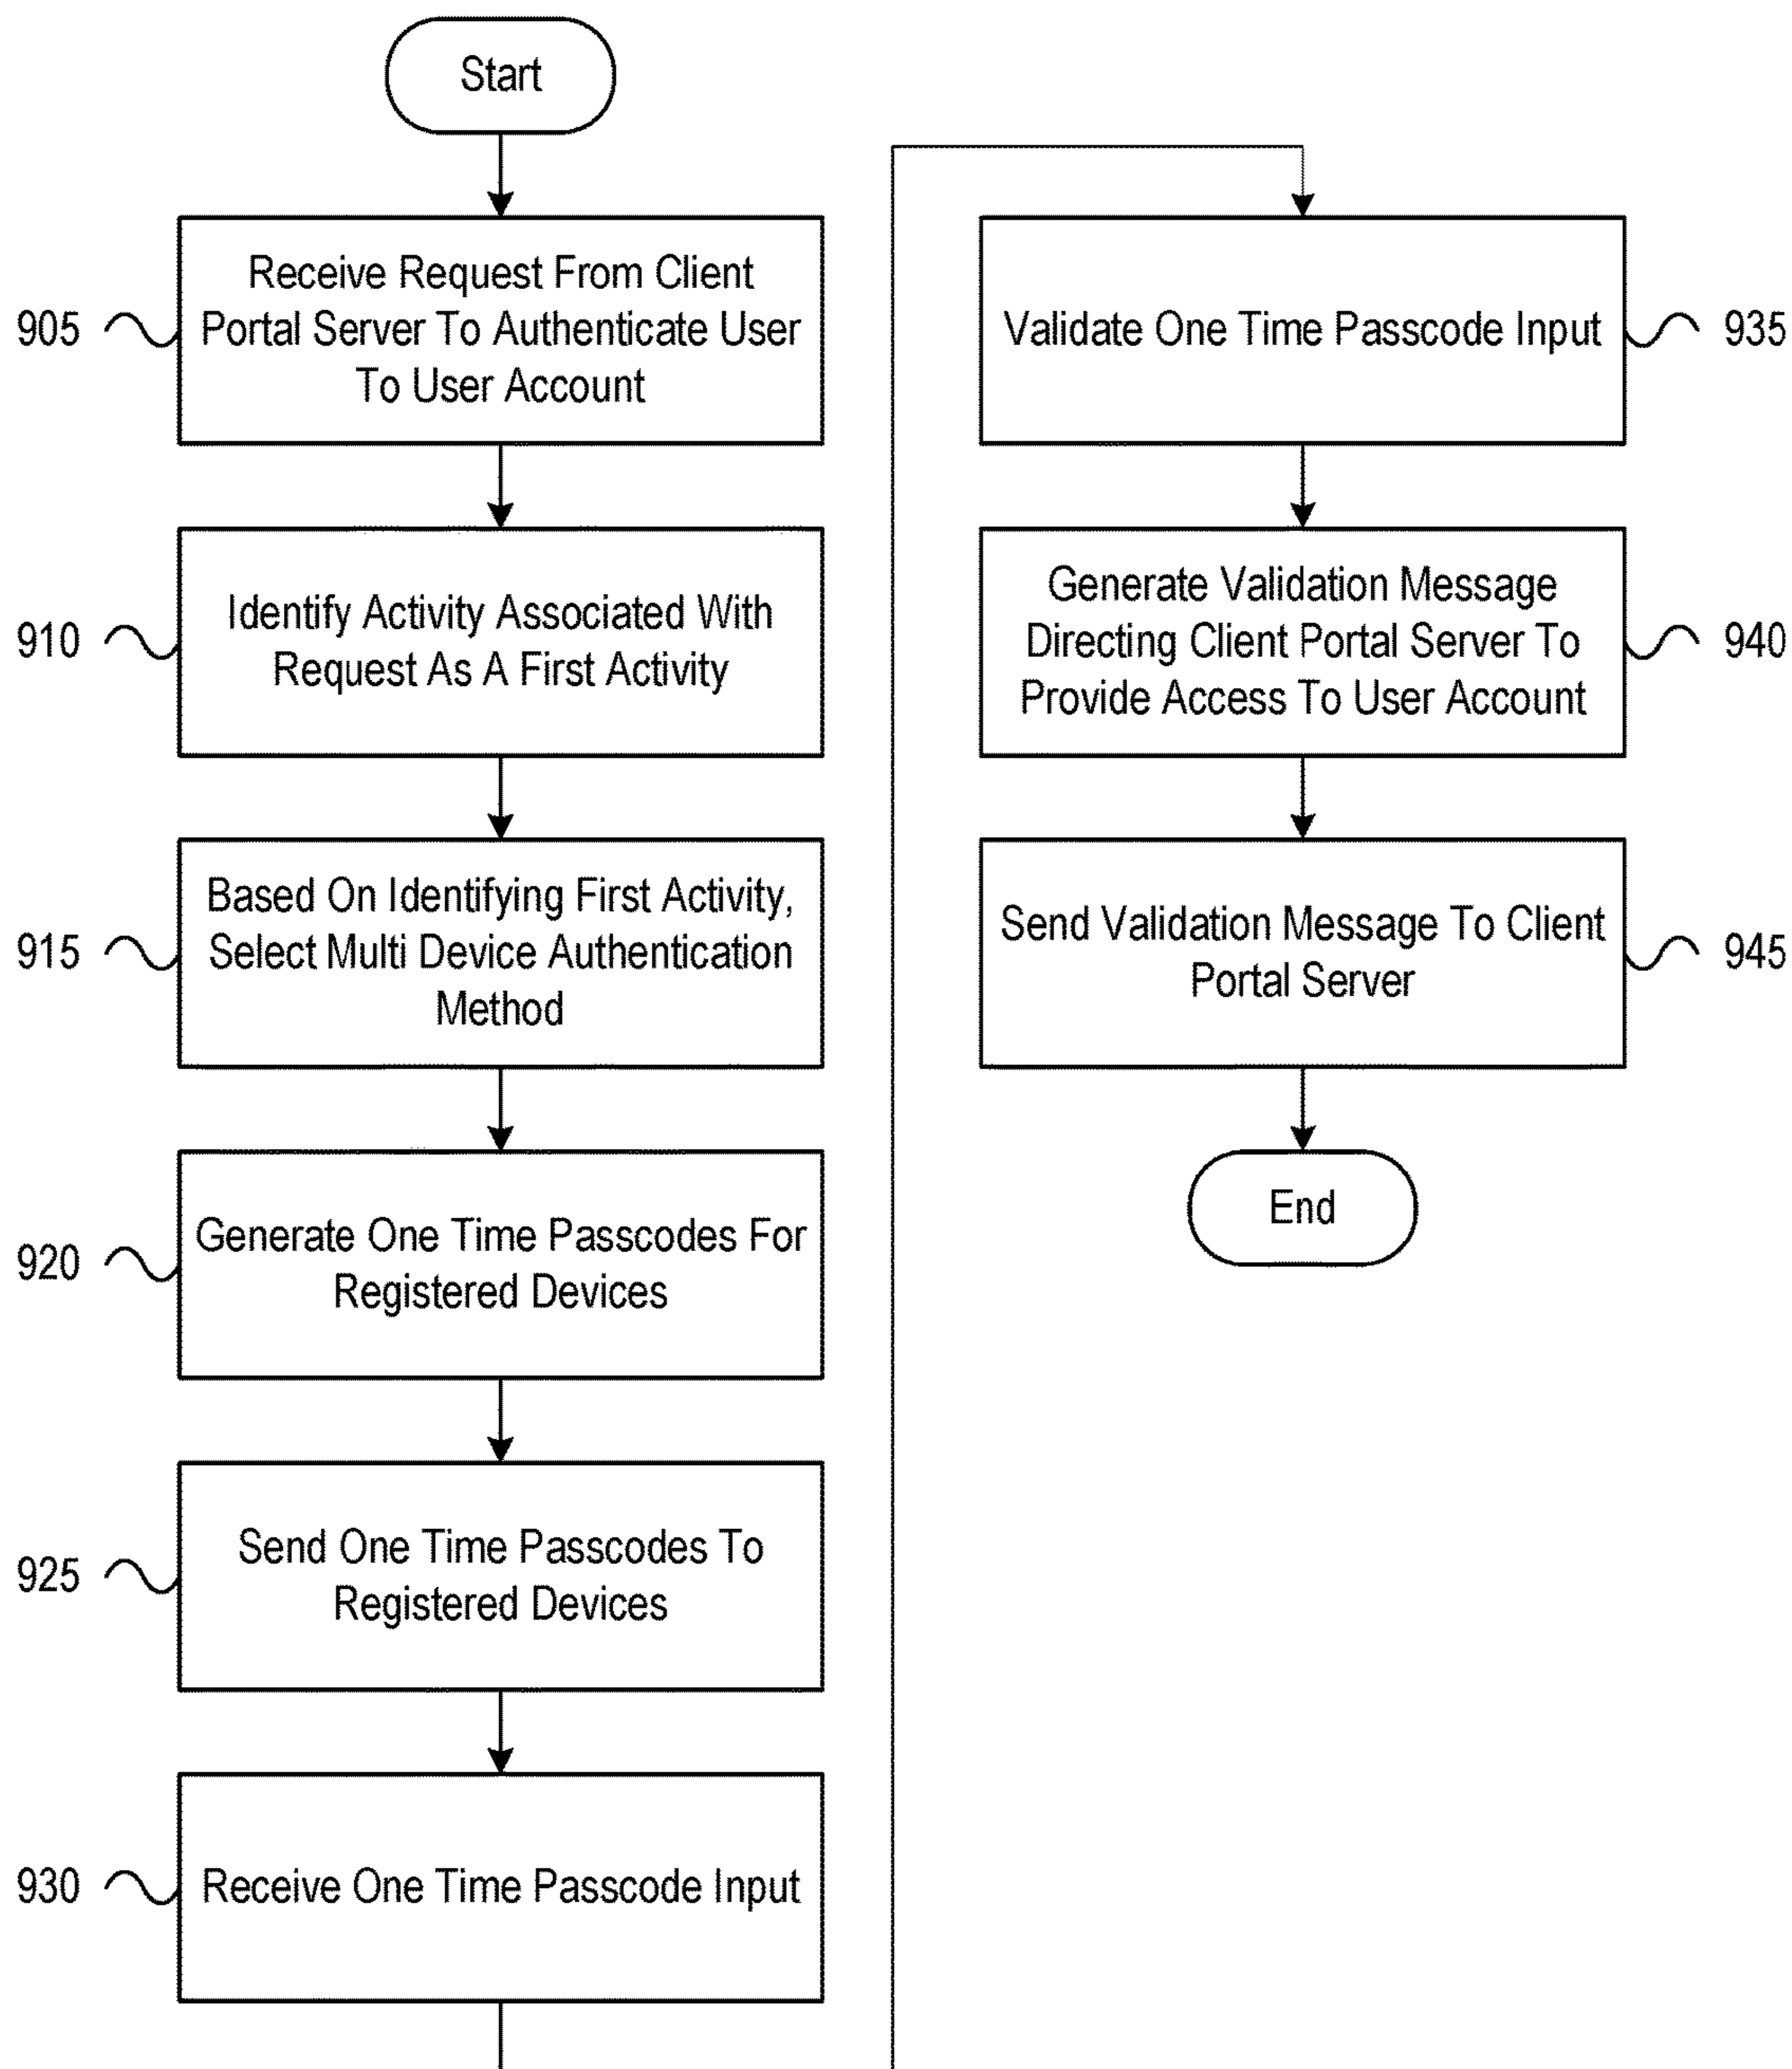 Start
905
Receive Request From Client
Portal Server To Authenticate User
To User Account
910
Identify Activity Associated With
Request As A First Activity
915
Based On Identifying First Activity,
Select Multi Device Authentication
Method
920
Generate One Time Passcodes For
Registered Devices
925
Send One Time Passcodes To
Registered Devices
930
Receive One Time Passcode Input
Validate One Time Passcode Input
935
Generate Validation Message
Directing Client Portal Server To
Provide Access To User Account
940
Send Validation Message To Client
Portal Server
945
End